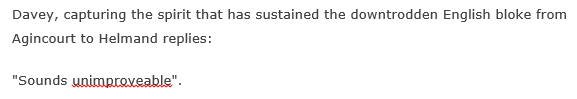 Davey, capturing the spirit that has sustained the downtrodden English bloke from
Agincourt to Helmand replies:
"Sounds unimproveable".